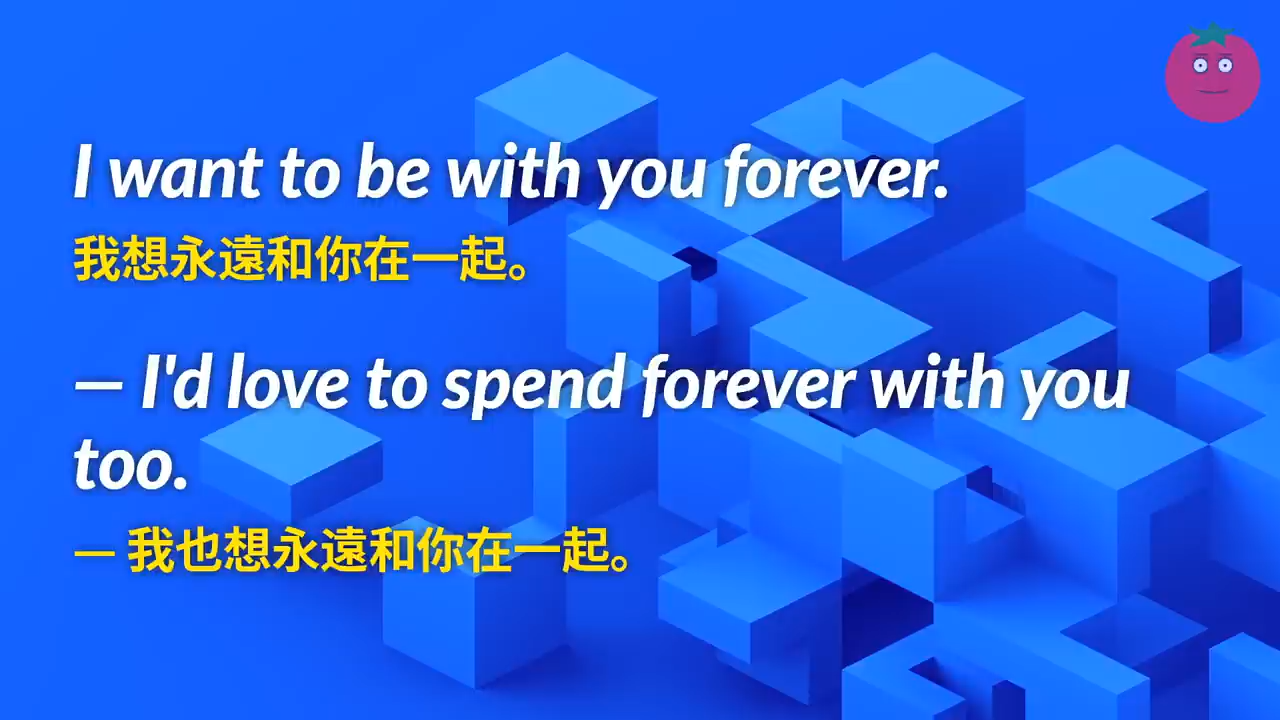 I want to be with you forever.
我想永遠和你在一起。
— I'd love to spend forever with you
too.
— 我也想永遠和你在一起。